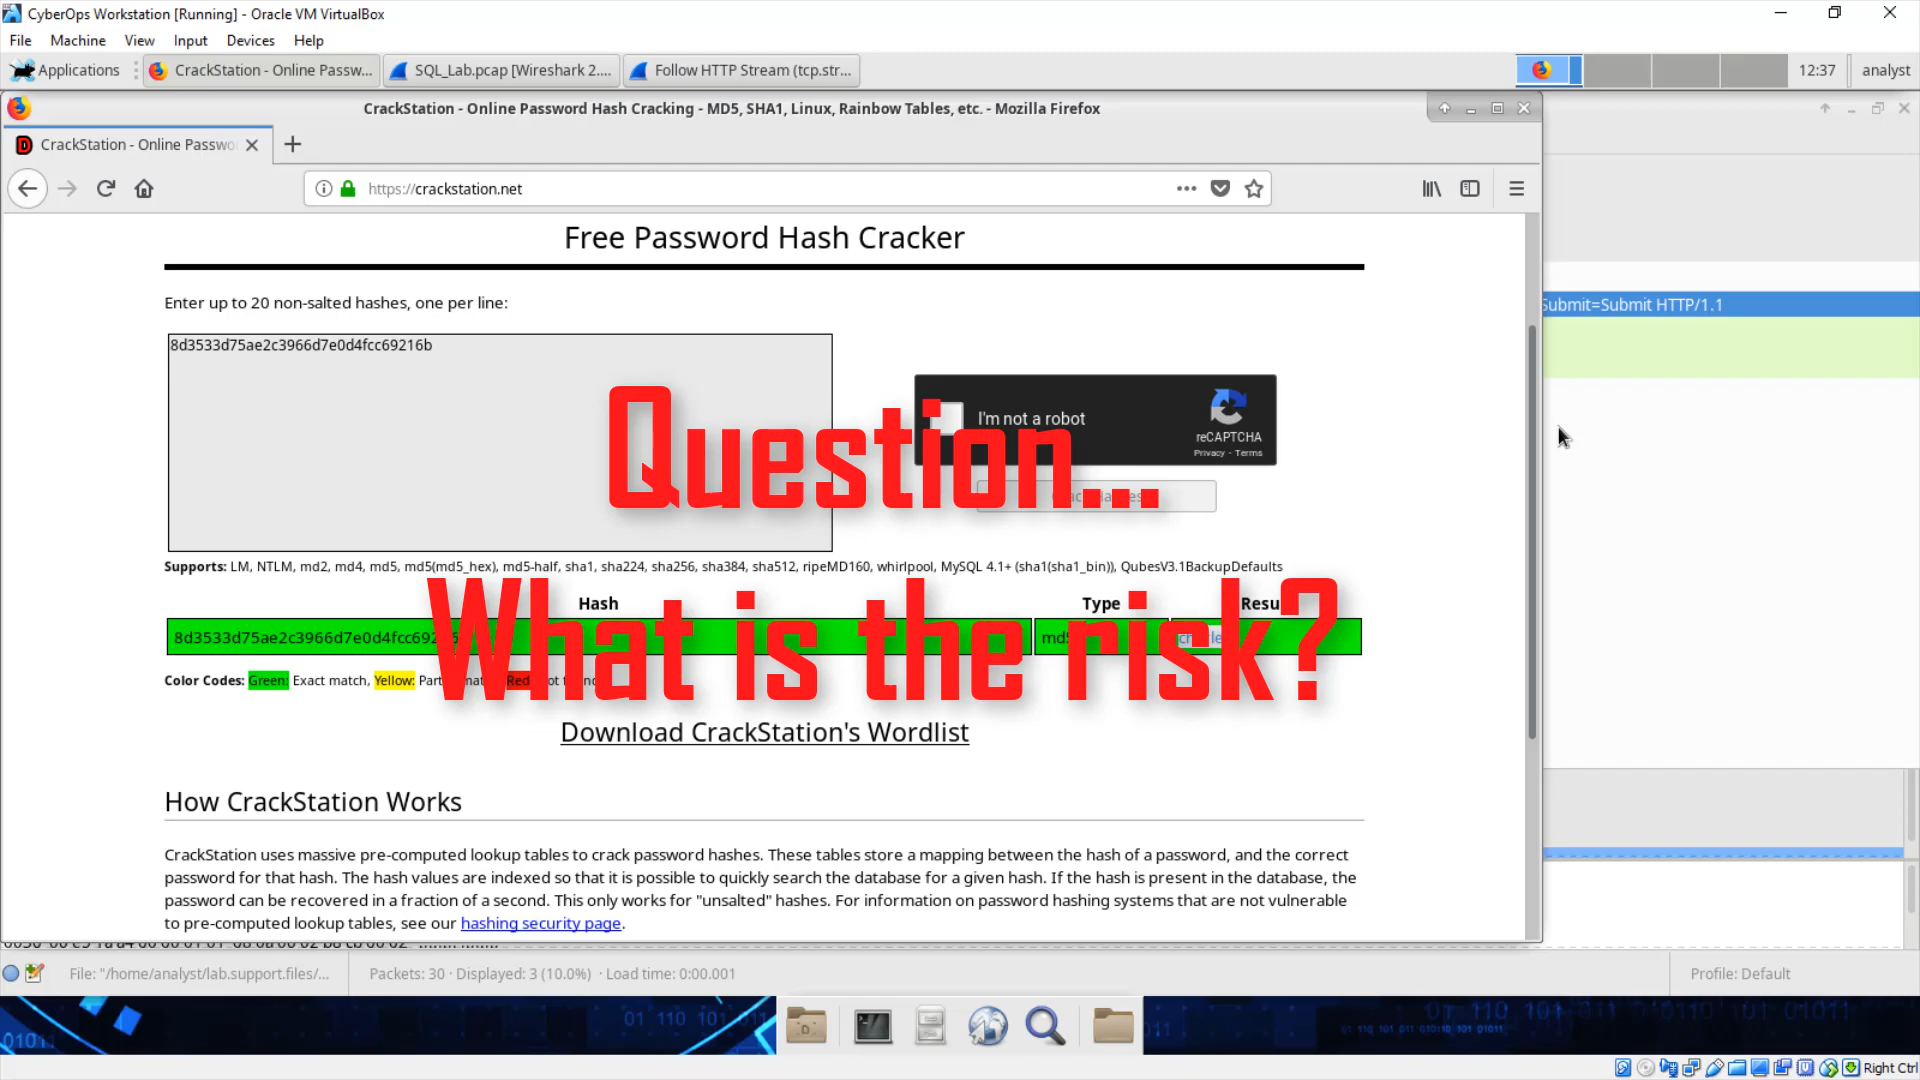 CyberOps Workstation [Running] - Oracle VM VirtualBox
File Machine View Input Devices Help
Applications CrackStation - Online Passw... SQL_Lab.pcap [Wireshark 2.... Follow HTTP Stream (tcp.str... 12:37 analyst
CrackStation - Online Password Hash Cracking - MD5, SHA1, Linux, Rainbow Tables, etc. - Mozilla Firefox
CrackStation - Online Passwo
https://crackstation.net
Free Password Hash Cracker
Enter up to 20 non-salted hashes, one per line:
Submit=Submit HTTP/1.1
8d3533d75ae2c3966d7e0d4fcc69216b
I'm not a robot
reCAPTCHA
Privacy - Terms
Question...
Supports: LM, NTLM, md2, md4, md5, md5(md5_hex), md5-half, sha1, sha224, sha256, sha384, sha512, ripeMD160, whirlpool, MySQL 4.1+ (sha1(sha1_bin)), QubesV3.1BackupDefaults
Hash Type Resu
8d3533d75ae2c3966d7e0d4fcc69
What is the risk?
Color Codes: Green: Exact match, Yellow: Red
Download CrackStation's Wordlist
How CrackStation Works
CrackStation uses massive pre-computed lookup tables to crack password hashes. These tables store a mapping between the hash of a password, and the correct
password for that hash. The hash values are indexed so that it is possible to quickly search the database for a given hash. If the hash is present in the database, the
password can be recovered in a fraction of a second. This only works for "unsalted" hashes. For information on password hashing systems that are not vulnerable
to pre-computed lookup tables, see our hashing security page.
File: "/home/analyst/lab.support.files/... Packets: 30 · Displayed: 3 (10.0%) · Load time: 0:00.001 Profile: Default
Right Ctrl